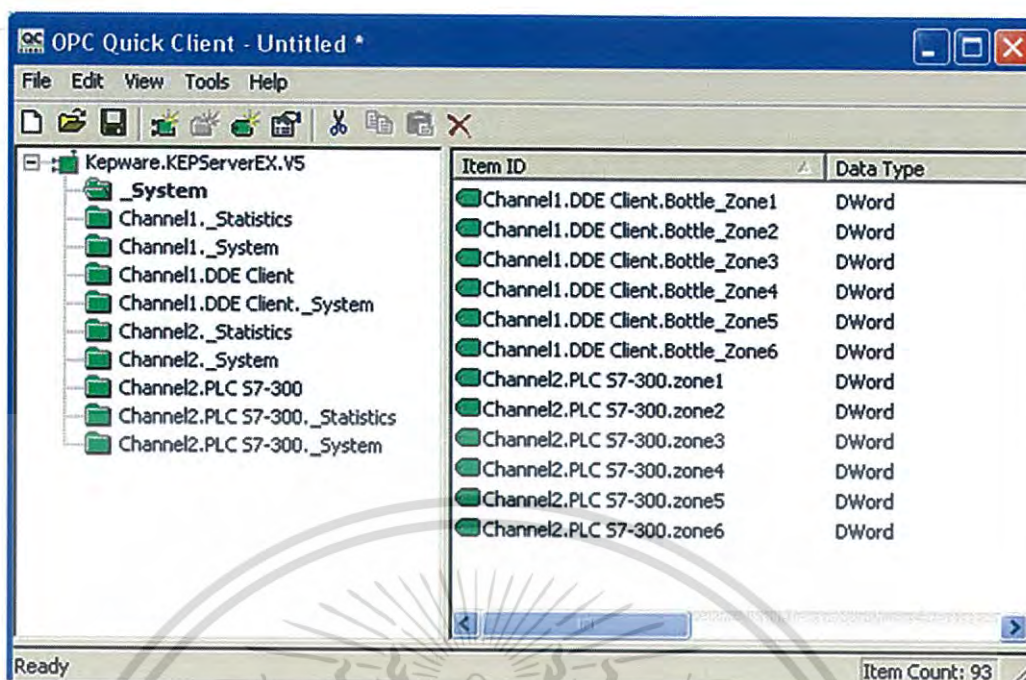 OPC Quick Client - Untitled *
File Edit View Tools Help
Kepware.KEPServerEX.V5
_System
Channel1._Statistics
Channel1._System
Channel1.DDE Client
Channel1.DDE Client._System
Channel2._Statistics
Channel2._System
Channel2.PLC S7-300
Channel2.PLC S7-300._Statistics
Channel2.PLC S7-300._System
Item ID Data Type
Channel1.DDE Client.Bottle_Zone1 DWord
Channel1.DDE Client.Bottle_Zone2 DWord
Channel1.DDE Client.Bottle_Zone3 DWord
Channel1.DDE Client.Bottle_Zone4 DWord
Channel1.DDE Client.Bottle_Zone5 DWord
Channel1.DDE Client.Bottle_Zone6 DWord
Channel2.PLC S7-300.zone1 DWord
Channel2.PLC S7-300.zone2 DWord
Channel2.PLC S7-300.zone3 DWord
Channel2.PLC S7-300.zone4 DWord
Channel2.PLC S7-300.zone5 DWord
Channel2.PLC S7-300.zone6 DWord
Ready Item Count: 93